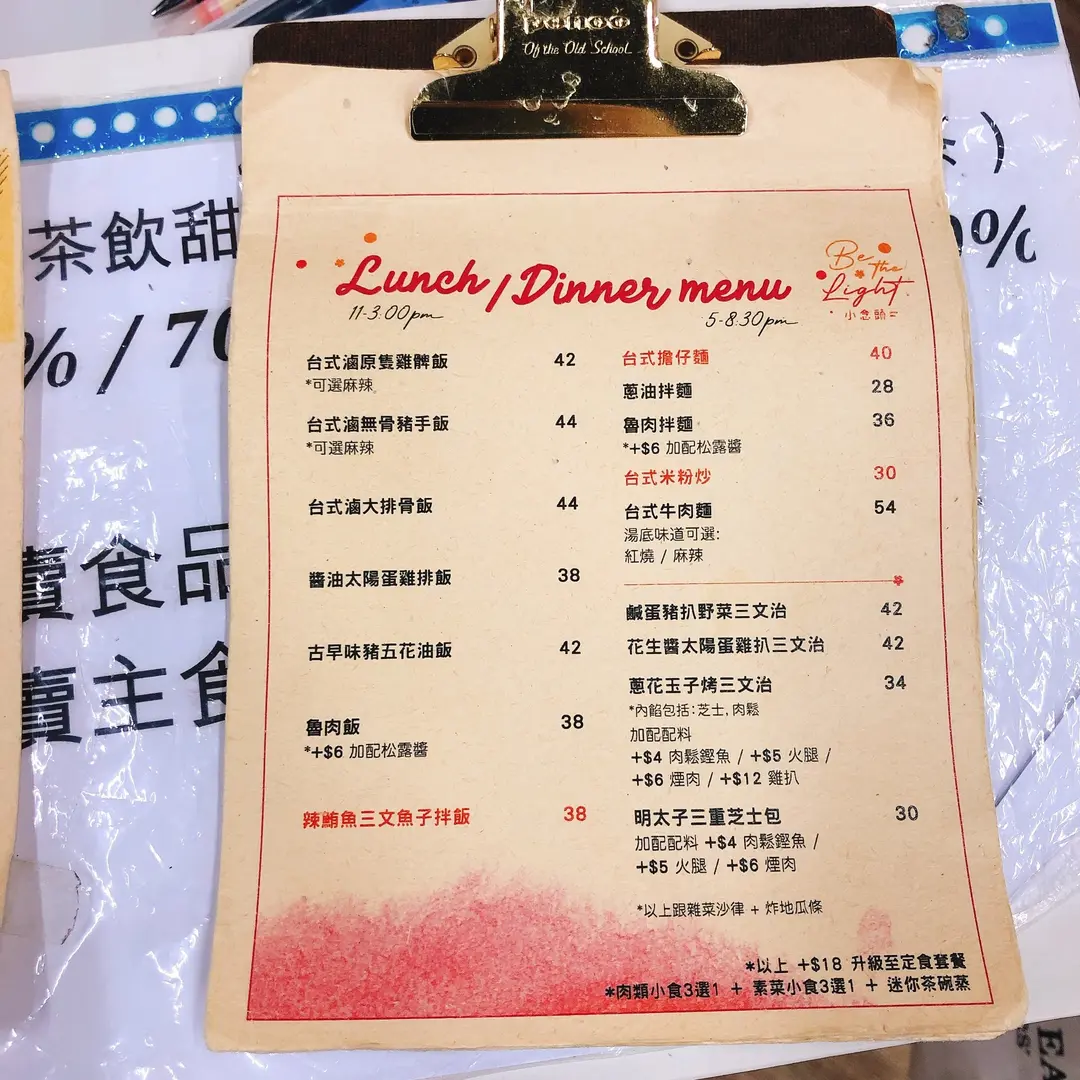 Of the Old School
茶飲甜
% / 70
0%
賣食品
賣主食
Lunch / Dinner menu
11-3:00pm
5-8:30pm
Be the Light
小念頭
台式滷原隻雞髀飯 42
*可選麻辣
台式滷無骨豬手飯 44
*可選麻辣
台式滷大排骨飯 44
醬油太陽蛋雞排飯 38
古早味豬五花油飯 42
魯肉飯 38
*+$6 加配松露醬
辣鮪魚三文魚子拌飯 38
台式擔仔麵 40
蔥油拌麵 28
魯肉拌麵 36
*+$6 加配松露醬
台式米粉炒 30
台式牛肉麵 54
湯底味道可選:
紅燒 / 麻辣
鹹蛋豬扒野菜三文治 42
花生醬太陽蛋雞扒三文治 42
蔥花玉子烤三文治 34
*內餡包括:芝士,肉鬆
加配配料
+$4 肉鬆鰹魚 / +$5 火腿 /
+$6 煙肉 / +$12 雞扒
明太子三重芝士包 30
加配配料 +$4 肉鬆鰹魚 /
+$5 火腿 / +$6 煙肉
*以上跟雜菜沙律 + 炸地瓜條
*以上 +$18 升級至定食套餐
*肉類小食3選1 + 素菜小食3選1 + 迷你茶碗蒸